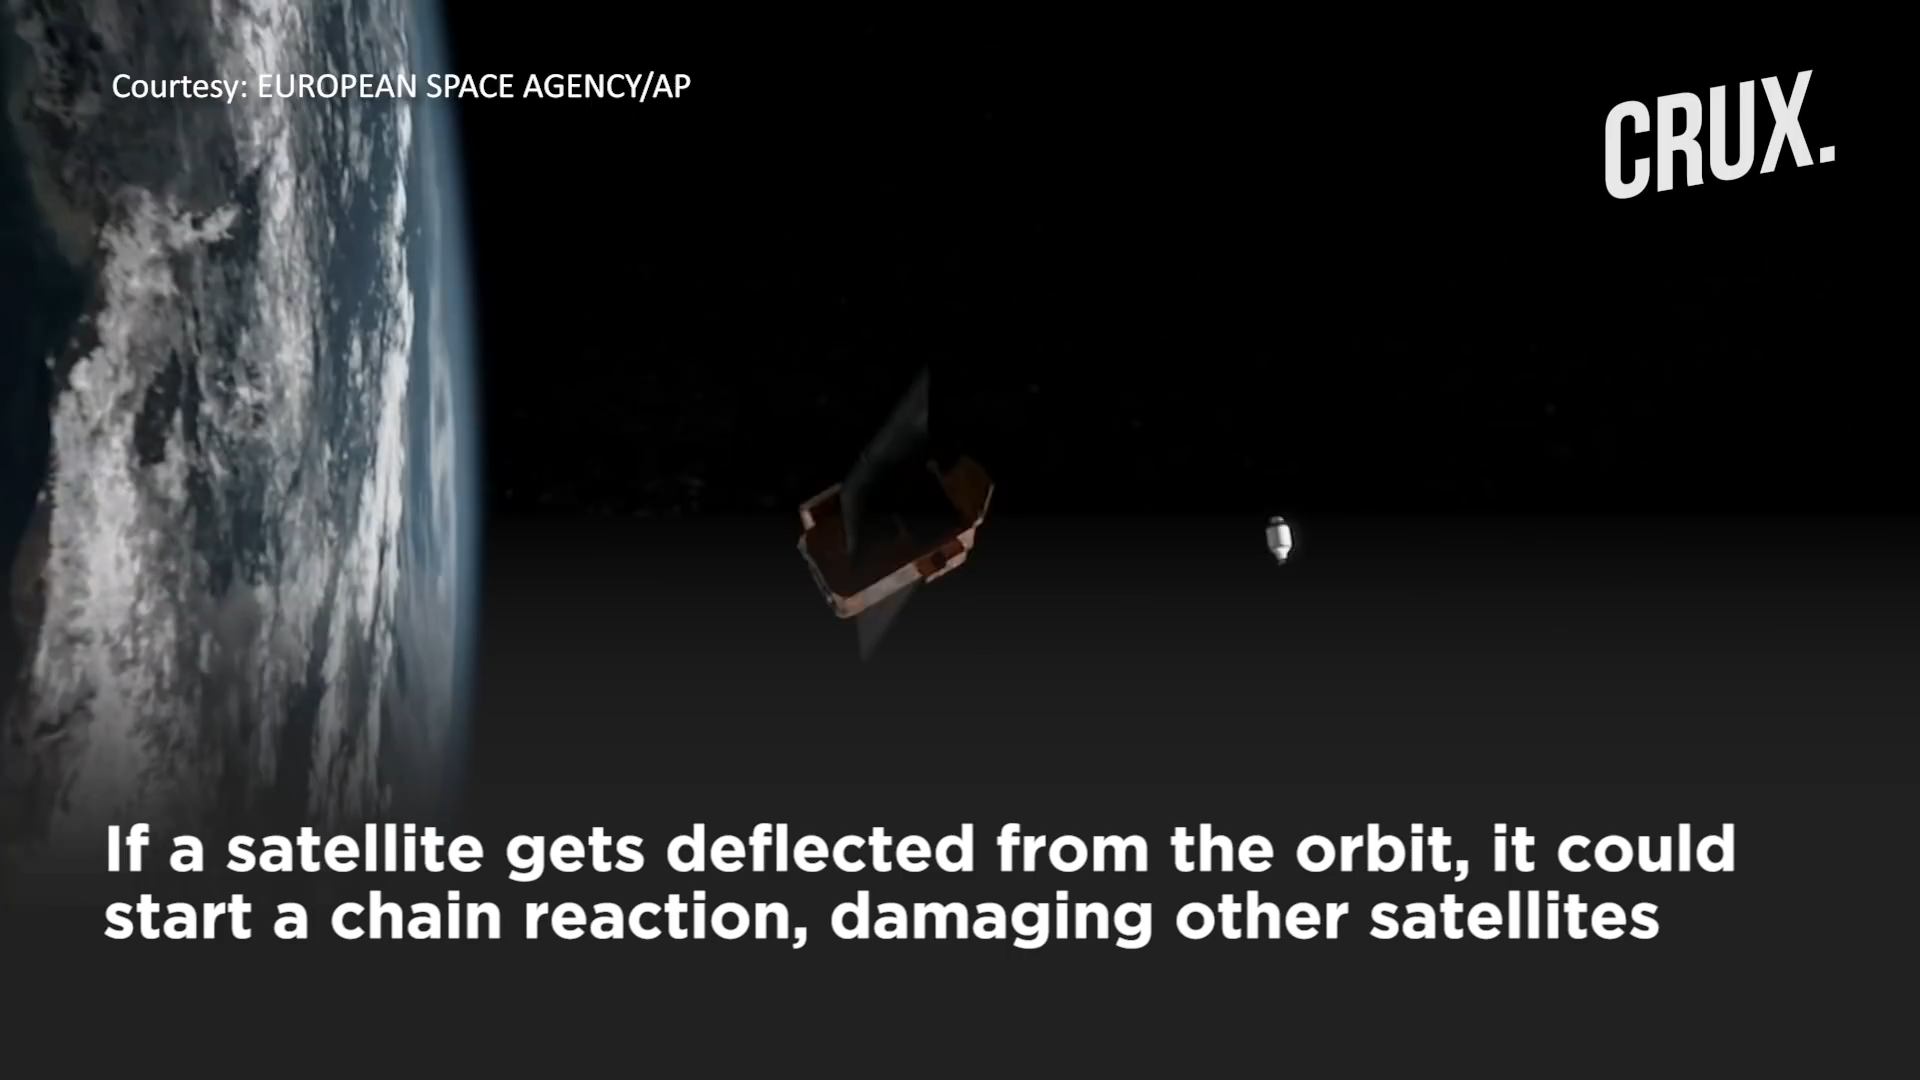 Courtesy: EUROPEAN SPACE AGENCY/AP
CRUX.
If a satellite gets deflected from the orbit, it could
start a chain reaction, damaging other satellites